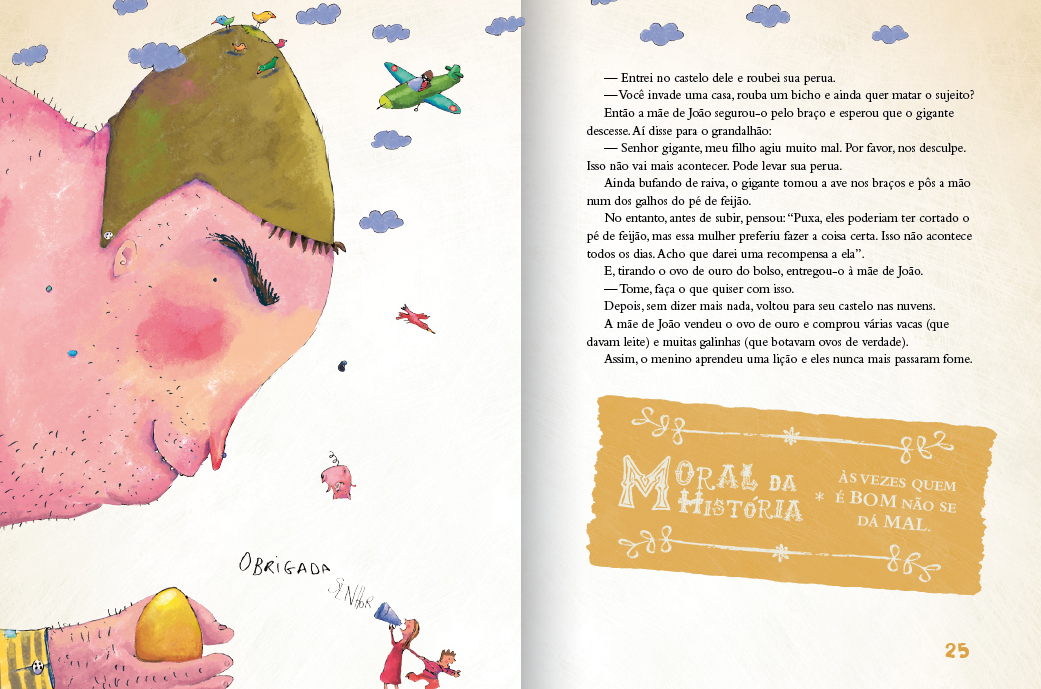 OBRIGADA
SENHOR
— Entrei no castelo dele e roubei sua perua.
— Você invade uma casa, rouba um bicho e ainda quer matar o sujeito?
Então a mãe de João segurou-o pelo braço e esperou que o gigante
descesse. Aí disse para o grandalhão:
— Senhor gigante, meu filho agiu muito mal. Por favor, nos desculpe.
Isso não vai mais acontecer. Pode levar sua perua.
Ainda bufando de raiva, o gigante tomou a ave nos braços e pôs a mão
num dos galhos do pé de feijão.
No entanto, antes de subir, pensou: “Puxa, eles poderiam ter cortado o
pé de feijão, mas essa mulher preferiu fazer a coisa certa. Isso não acontece
todos os dias. Acho que darei uma recompensa a ela”.
E, tirando o ovo de ouro do bolso, entregou-o à mãe de João.
— Tome, faça o que quiser com isso.
Depois, sem dizer mais nada, voltou para seu castelo nas nuvens.
A mãe de João vendeu o ovo de ouro e comprou várias vacas (que
davam leite) e muitas galinhas (que botavam ovos de verdade).
Assim, o menino aprendeu uma lição e eles nunca mais passaram fome.
MORAL DA
HISTÓRIA
* ÀS VEZES QUEM
É BOM NÃO SE
DÁ MAL.
25